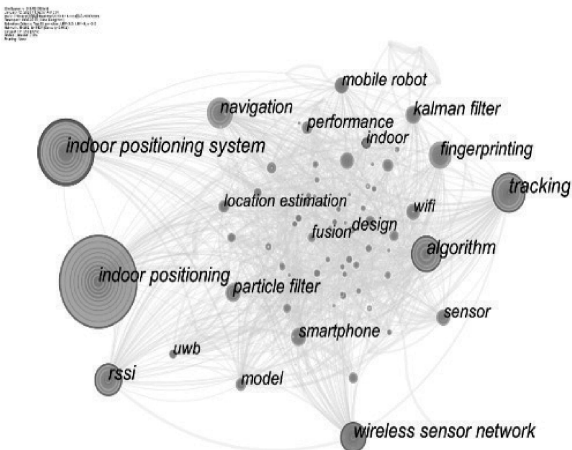 mobile robot
navigation
kalman filter
performance
indoor
indoor positioning system
fingerprinting
tracking
location estimation
wifi
design
fusion
algorithm
indoor positioning
particle filter
sensor
smartphone
uwb
rssi
model
wireless sensor network